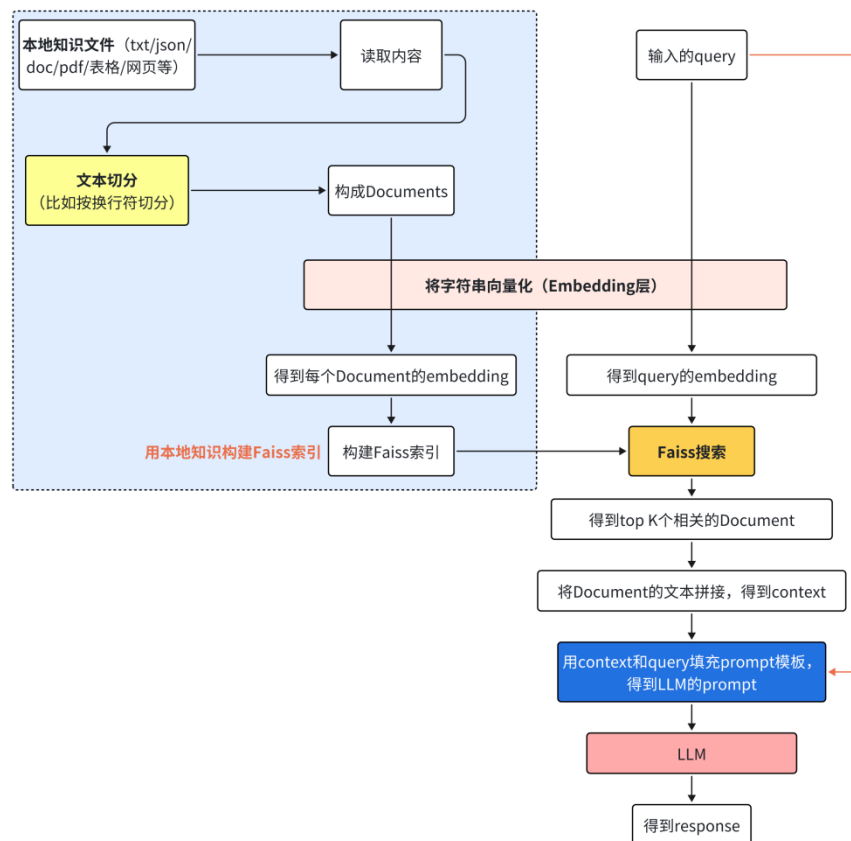 本地知识文件（txt/json/
doc/pdf/表格/网页等）
读取内容
输入的query
文本切分
（比如按换行符切分）
构成Documents
将字符串向量化（Embedding层）
得到每个Document的embedding
得到query的embedding
用本地知识构建Faiss索引
构建Faiss索引
Faiss搜索
得到top K个相关的Document
将Document的文本拼接，得到context
用context和query填充prompt模板，
得到LLM的prompt
LLM
得到response